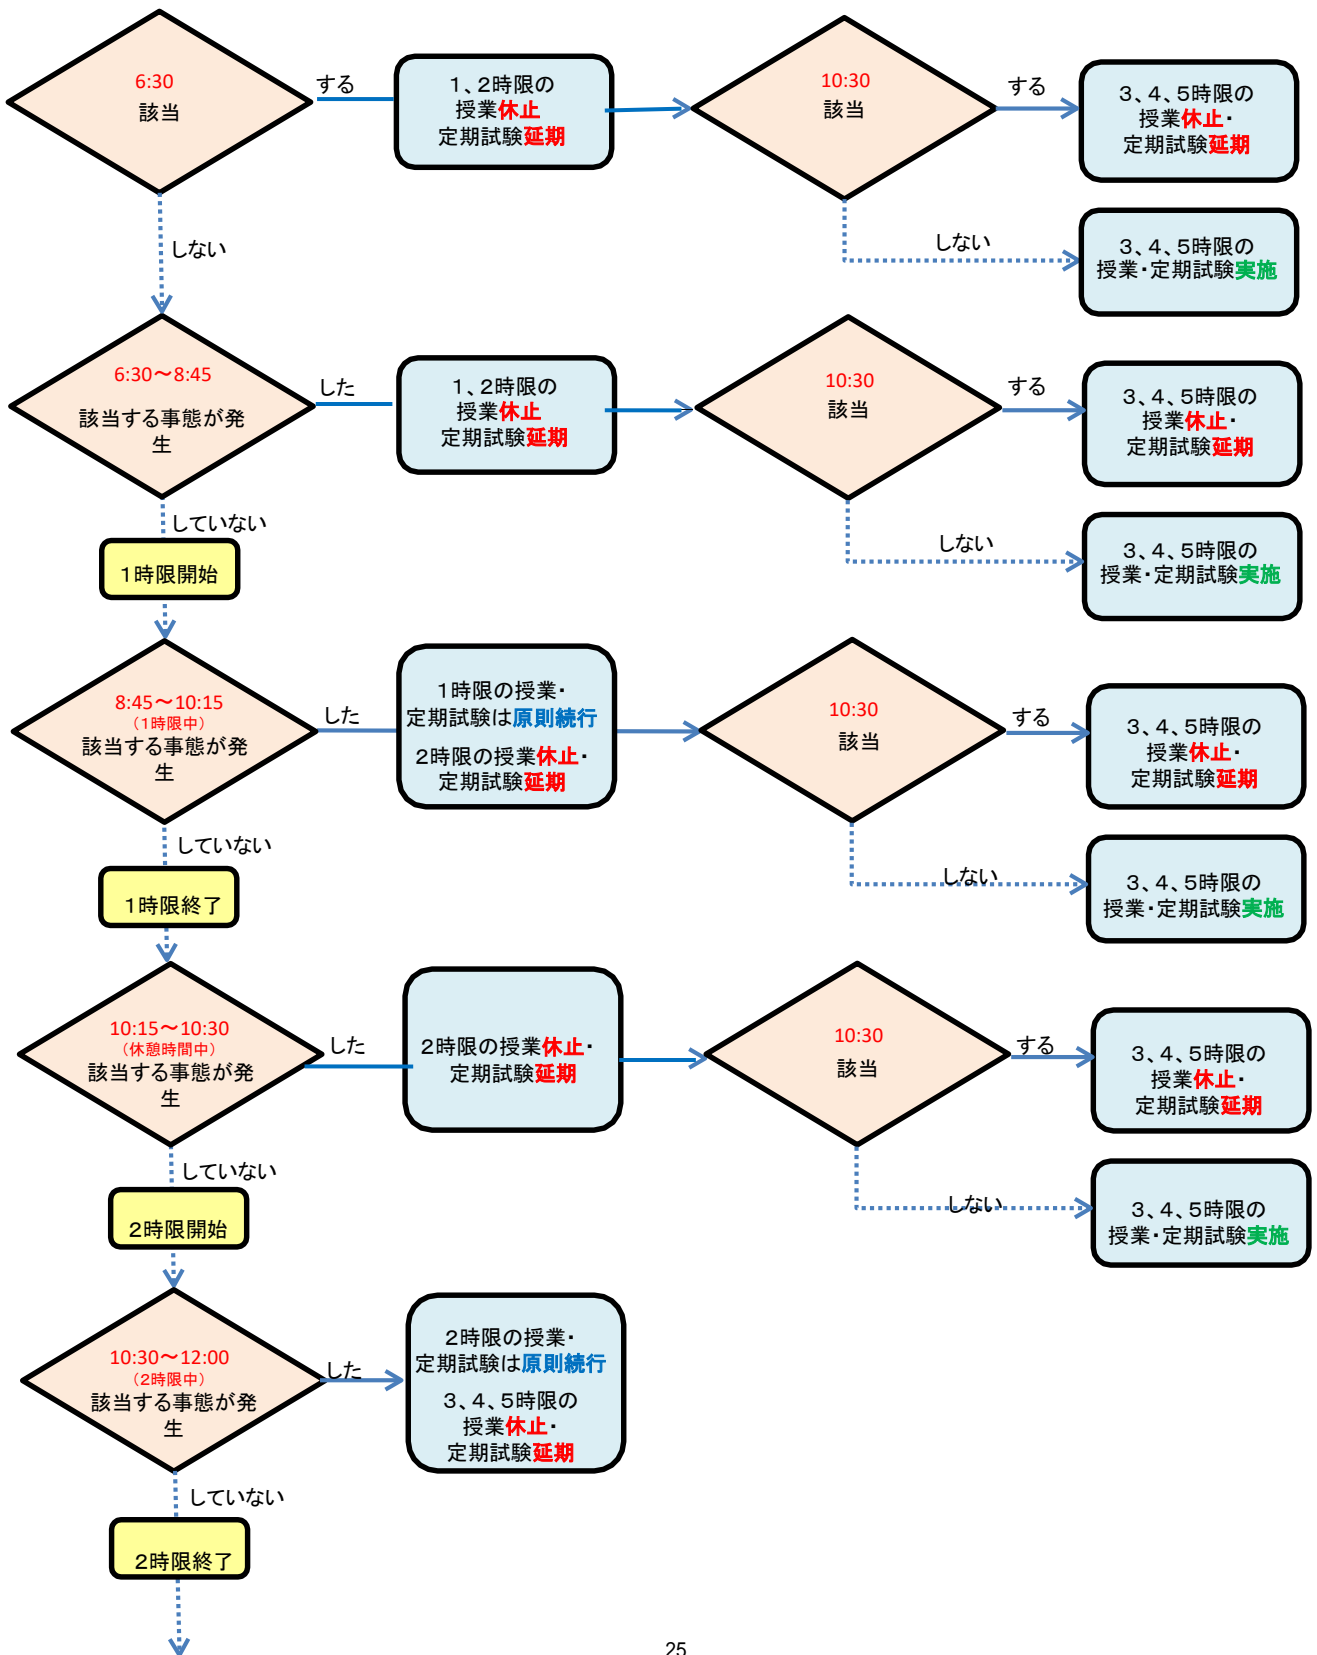 6:30
該当
する
1、2時限の
授業休止
定期試験延期
10:30
該当
する
3、4、5時限の
授業休止・
定期試験延期
しない
3、4、5時限の
授業・定期試験実施
しない
6:30～8:45
該当する事態が発
生
した
1、2時限の
授業休止
定期試験延期
10:30
該当
する
3、4、5時限の
授業休止・
定期試験延期
しない
3、4、5時限の
授業・定期試験実施
していない
1時限開始
8:45～10:15
（1時限中）
該当する事態が発
生
した
1時限の授業・
定期試験は原則続行
2時限の授業休止・
定期試験延期
10:30
該当
する
3、4、5時限の
授業休止・
定期試験延期
しない
3、4、5時限の
授業・定期試験実施
していない
1時限終了
10:15～10:30
（休憩時間中）
該当する事態が発
生
した
2時限の授業休止・
定期試験延期
10:30
該当
する
3、4、5時限の
授業休止・
定期試験延期
しない
3、4、5時限の
授業・定期試験実施
していない
2時限開始
10:30～12:00
（2時限中）
該当する事態が発
生
した
2時限の授業・
定期試験は原則続行
3、4、5時限の
授業休止・
定期試験延期
していない
2時限終了
25